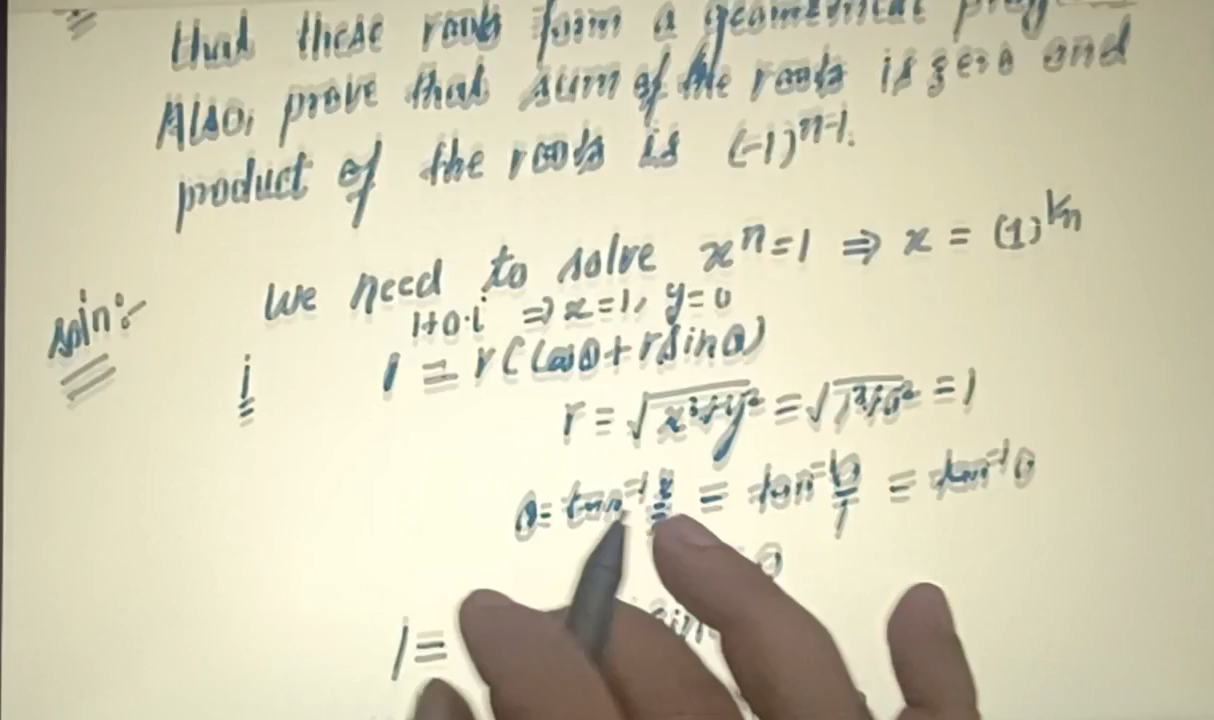 that these roots form a geometrical
Also, prove that sum of the roots is zero and
product of the roots is (-1)^{n-1}.
soln:- We need to solve x^n=1 ⇒ x = (1)^{1/n}
1+0·i ⇒ x=1, y=0
1 = r(cosθ+rsinθ)
r = √x²+y² = √1²+0² = 1
θ = tan⁻¹ = tan⁻¹ 0/1 = tan⁻¹ 0
0
1 =